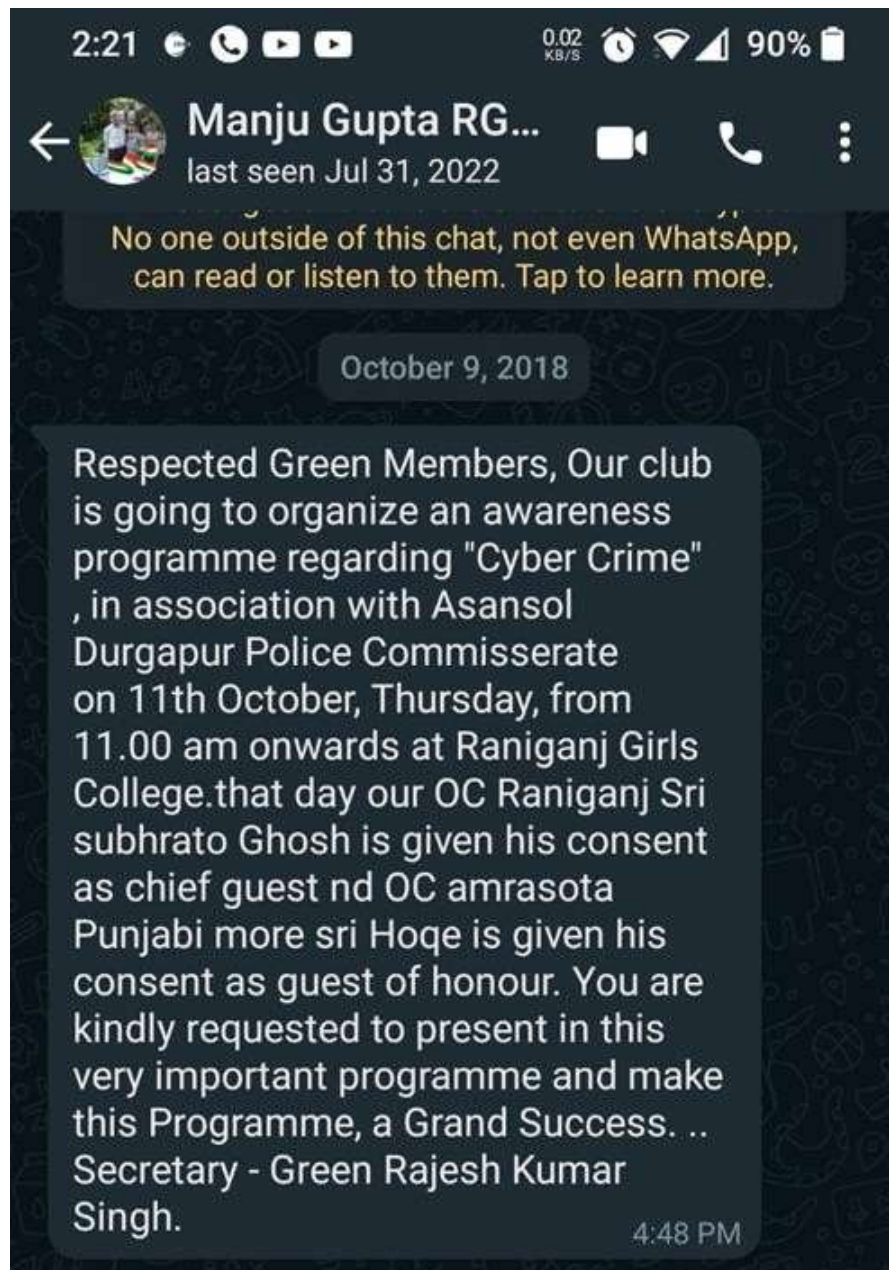 2:21 0.02 KB/S 90%
Manju Gupta RG...
last seen Jul 31, 2022
No one outside of this chat, not even WhatsApp,
can read or listen to them. Tap to learn more.
October 9, 2018
Respected Green Members, Our club
is going to organize an awareness
programme regarding "Cyber Crime"
, in association with Asansol
Durgapur Police Commisserate
on 11th October, Thursday, from
11.00 am onwards at Raniganj Girls
College.that day our OC Raniganj Sri
subhrato Ghosh is given his consent
as chief guest nd OC amrasota
Punjabi more sri Hoqe is given his
consent as guest of honour. You are
kindly requested to present in this
very important programme and make
this Programme, a Grand Success. ..
Secretary - Green Rajesh Kumar
Singh.
4:48 PM